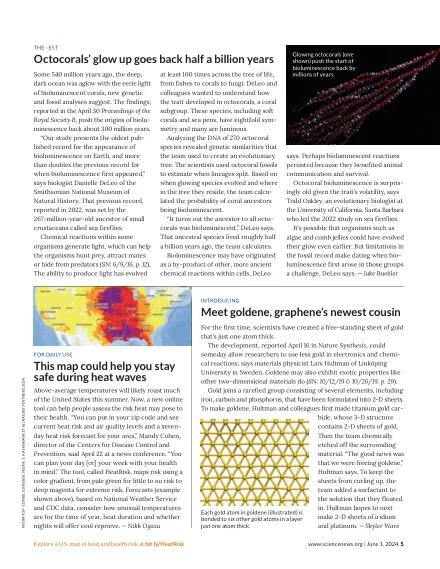 THE -EST
Octocorals' glow up goes back half a billion years
Some 540 million years ago, the deep,
dark ocean was aglow with the eerie light
of bioluminescent corals, new genetic
and fossil analyses suggest. The findings,
reported in the April 30 Proceedings of the
Royal Society B, push the origins of biolu-
minescence back about 300 million years.
"Our study presents the oldest pub-
lished record for the appearance of
bioluminescence on Earth, and more
than doubles the previous record for
when bioluminescence first appeared,"
says biologist Danielle DeLeo of the
Smithsonian National Museum of
Natural History. That previous record,
reported in 2022, was set by the
267-million-year-old ancestor of small
crustaceans called sea fireflies.
Chemical reactions within some
organisms generate light, which can help
the organisms hunt prey, attract mates
or hide from predators (SN: 6/9/16, p. 12).
The ability to produce light has evolved
at least 100 times across the tree of life,
from fishes to corals to fungi. DeLeo and
colleagues wanted to understand how
the trait developed in octocorals, a coral
subgroup. These species, including soft
corals and sea pens, have eightfold sym-
metry and many are luminous.
Analyzing the DNA of 270 octocoral
species revealed genetic similarities that
the team used to construct an evolutionary
tree. The scientists used octocoral fossils
to estimate when lineages split. Based on
when glowing species evolved and where
in the tree they reside, the team calcu-
lated the probability of coral ancestors
being bioluminescent.
"It turns out the ancestor to all octo-
corals was bioluminescent," DeLeo says.
That ancestral species lived roughly half
a billion years ago, the team calculates.
Bioluminescence may have originated
as a by-product of other, more ancient
chemical reactions within cells, DeLeo
Glowing octocorals (one
shown) push the start of
bioluminescence back by
millions of years.
says. Perhaps bioluminescent reactions
persisted because they benefited animal
communication and survival.
Octocoral bioluminescence is surpris-
ingly old given the trait's volatility, says
Todd Oakley, an evolutionary biologist at
the University of California, Santa Barbara
who led the 2022 study on sea fireflies.
It's possible that organisms such as
algae and comb jellies could have evolved
their glow even earlier. But limitations in
the fossil record make dating when bio-
luminescence first arose in those groups
a challenge, DeLeo says. — Jake Buehler
FOR DAILY USE
This map could help you stay
safe during heat waves
Above-average temperatures will likely roast much
of the United States this summer. Now, a new online
tool can help people assess the risk heat may pose to
their health. "You can put in your zip code and see
current heat risk and air quality levels and a seven-
day heat risk forecast for your area," Mandy Cohen,
director of the Centers for Disease Control and
Prevention, said April 22 at a news conference. "You
can plan your day [or] your week with your health
in mind." The tool, called HeatRisk, maps risk using a
color gradient, from pale green for little to no risk to
deep magenta for extreme risk. Forecasts (example
shown above), based on National Weather Service
and CDC data, consider how unusual temperatures
are for the time of year, heat duration and whether
nights will offer cool reprieve. — Nikk Ogasa
INTRODUCING
Meet goldene, graphene's newest cousin
For the first time, scientists have created a free-standing sheet of gold
that's just one atom thick.
The development, reported April 16 in Nature Synthesis, could
someday allow researchers to use less gold in electronics and chemi-
cal reactions, says materials physicist Lars Hultman of Linköping
University in Sweden. Goldene may also exhibit exotic properties like
other two-dimensional materials do (SN: 10/12/19 & 10/26/19, p. 29).
Gold joins a rarified group consisting of several elements, including
iron, carbon and phosphorus, that have been formulated into 2-D sheets.
To make goldene, Hultman and colleagues first made titanium gold car-
bide, whose 3-D structure
contains 2-D sheets of gold.
Then the team chemically
etched off the surrounding
material. "The good news was
that we were freeing goldene,"
Hultman says. To keep the
sheets from curling up, the
team added a surfactant to
the solution that they floated
in. Hultman hopes to next
make 2-D sheets of iridium
and platinum. — Skyler Ware
Each gold atom in goldene (illustrated) is
bonded to six other gold atoms in a layer
just one atom thick.
Explore a U.S. map of heat and health risk at bit.ly/HeatRisk
www.sciencenews.org | June 1, 2024 5